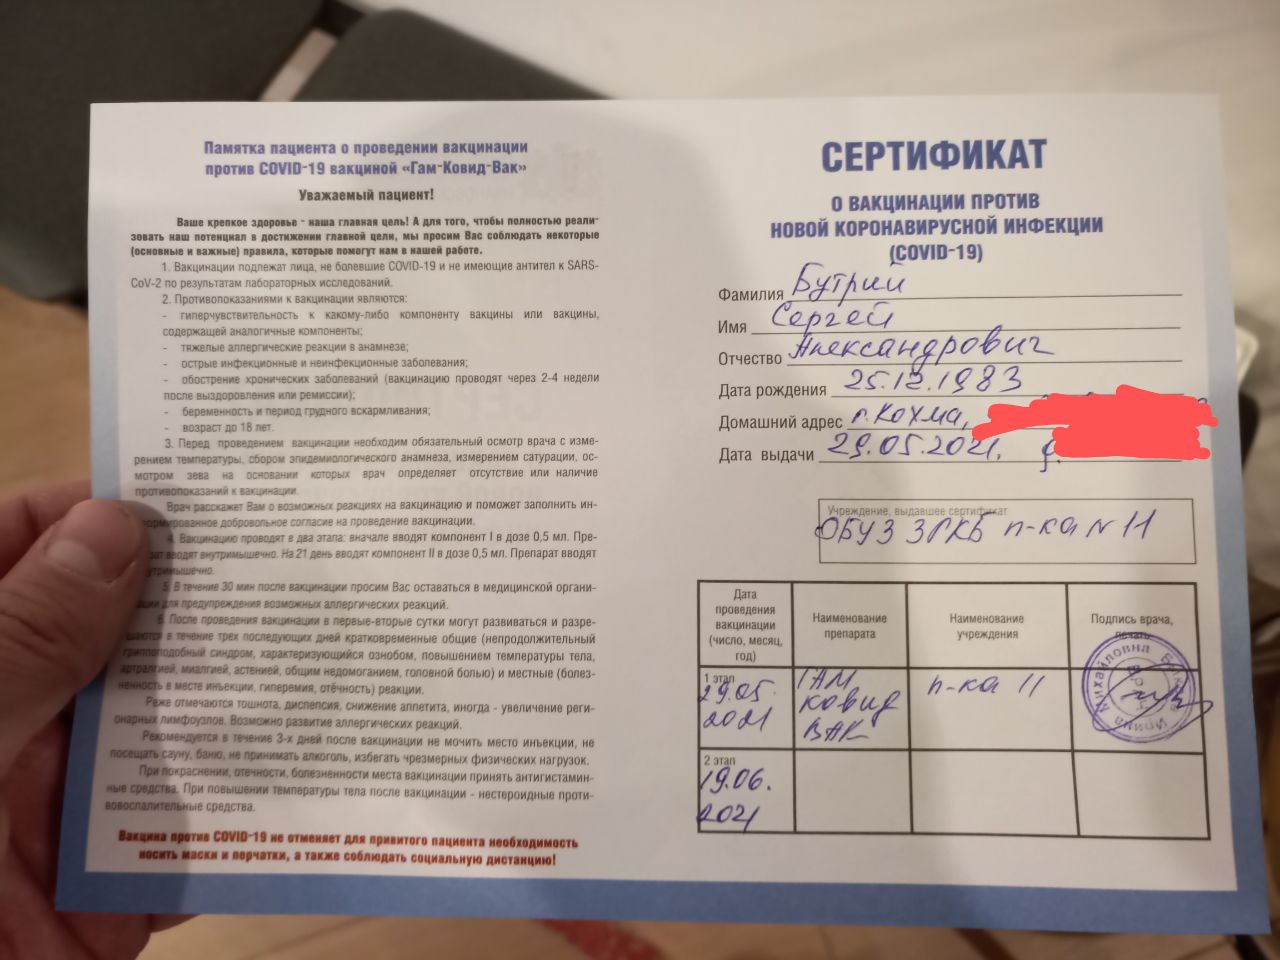 Памятка пациента о проведении вакцинации
против COVID-19 вакциной «Гам-Ковид-Вак»
Уважаемый пациент!
Ваше крепкое здоровье - наша главная цель! А для того, чтобы полностью реали-
зовать наш потенциал в достижении главной цели, мы просим Вас соблюдать некоторые
(основные и важные) правила, которые помогут нам в нашей работе.
1. Вакцинации подлежат лица, не болевшие COVID-19 и не имеющие антител к SARS-
CoV-2 по результатам лабораторных исследований.
2. Противопоказаниями к вакцинации являются:
- гиперчувствительность к какому-либо компоненту вакцины или вакцины,
содержащей аналогичные компоненты;
- тяжелые аллергические реакции в анамнезе;
- острые инфекционные и неинфекционные заболевания;
- обострение хронических заболеваний (вакцинацию проводят через 2-4 недели
после выздоровления или ремиссии);
- беременность и период грудного вскармливания;
- возраст до 18 лет.
3. Перед проведением вакцинации необходим обязательный осмотр врача с изме-
рением температуры, сбором эпидемиологического анамнеза, измерением сатурации, ос-
мотром зева на основании которых врач определяет отсутствие или наличие
противопоказаний к вакцинации.
Врач расскажет Вам о возможных реакциях на вакцинацию и поможет заполнить ин-
формированное добровольное согласие на проведение вакцинации.
4. Вакцинацию проводят в два этапа: вначале вводят компонент I в дозе 0,5 мл. Пре-
парат вводят внутримышечно. На 21 день вводят компонент II в дозе 0,5 мл. Препарат вводят
внутримышечно.
5. В течение 30 мин после вакцинации просим Вас оставаться в медицинской органи-
зации для предупреждения возможных аллергических реакций.
6. После проведения вакцинации в первые-вторые сутки могут развиваться и разре-
шаются в течение трех последующих дней кратковременные общие (непродолжительный
гриппоподобный синдром, характеризующийся ознобом, повышением температуры тела,
артралгией, миалгией, астенией, общим недомоганием, головной болью) и местные (болез-
ненность в месте инъекции, гиперемия, отёчность) реакции.
Реже отмечаются тошнота, диспепсия, снижение аппетита, иногда - увеличение реги-
онарных лимфоузлов. Возможно развитие аллергических реакций.
Рекомендуется в течение 3-х дней после вакцинации не мочить место инъекции, не
посещать сауну, баню, не принимать алкоголь, избегать чрезмерных физических нагрузок.
При покраснении, отечности, болезненности места вакцинации принять антигистамин-
ные средства. При повышении температуры тела после вакцинации - нестероидные проти-
вовоспалительные средства.
Вакцина против COVID-19 не отменяет для привитого пациента необходимость
носить маски и перчатки, а также соблюдать социальную дистанцию!
СЕРТИФИКАТ
О ВАКЦИНАЦИИ ПРОТИВ
НОВОЙ КОРОНАВИРУСНОЙ ИНФЕКЦИИ
(COVID-19)
Фамилия Бутрий
Имя Сергей
Отчество Александрович
Дата рождения 25.12.1983
Домашний адрес г. Кохма,
Дата выдачи 29.05.2021.
Учреждение, выдавшее сертификат
ОБУЗ 3ГКБ п-ка N 11
Дата проведения вакцинации (число, месяц, год)
Наименование препарата
Наименование учреждения
Подпись врача, печать
1 этап
29.05.
2021
ГАМ
КОВИД
ВАК
п-ка 11
Ирина Михайловна
ВРАЧ
2 этап
19.06.
2021